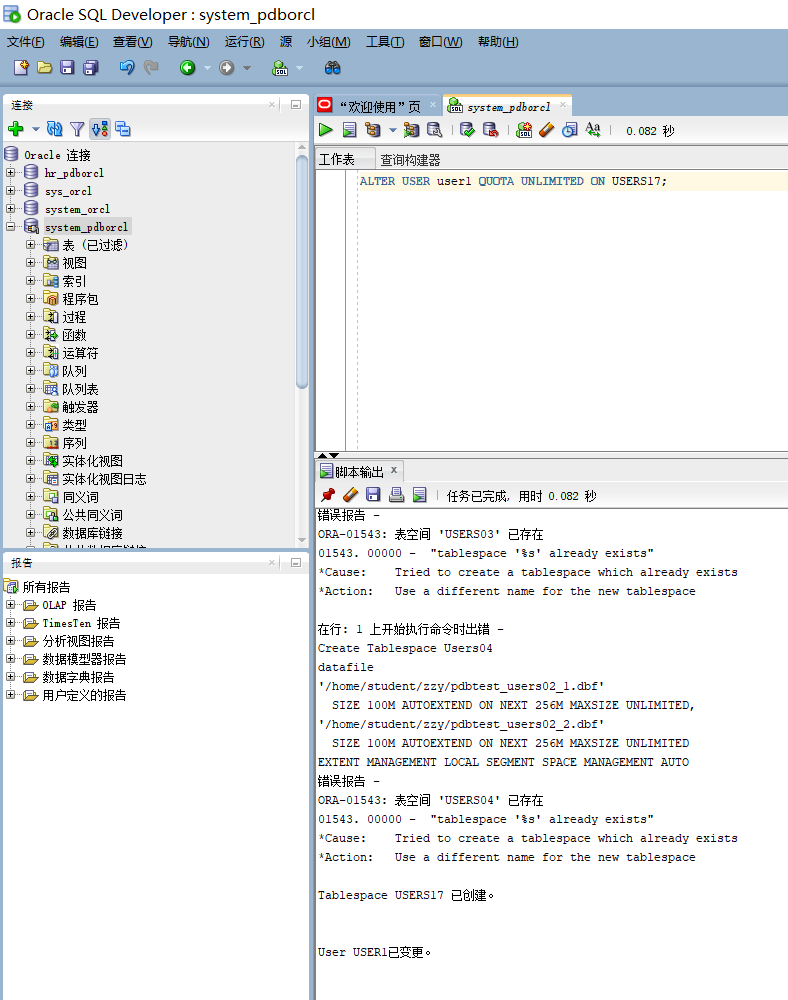 Oracle SQL Developer : system_pdborcl
文件(F) 编辑(E) 查看(V) 导航(N) 运行(R) 源 小组(M) 工具(T) 窗口(W) 帮助(H)
连接
Oracle 连接
hr_pdborcl
sys_orcl
system_orcl
system_pdborcl
表 (已过滤)
视图
索引
程序包
过程
函数
运算符
队列
队列表
触发器
类型
序列
实体化视图
实体化视图日志
同义词
公共同义词
数据库链接
报告
所有报告
OLAP 报告
TimesTen 报告
分析视图报告
数据模型器报告
数据字典报告
用户定义的报告
“欢迎使用”页 system_pdborcl
0.082 秒
工作表 查询构建器
ALTER USER user1 QUOTA UNLIMITED ON USERS17;
脚本输出
任务已完成, 用时 0.082 秒
错误报告 -
ORA-01543: 表空间 'USERS03' 已存在
01543. 00000 -  "tablespace '%s' already exists"
*Cause:    Tried to create a tablespace which already exists
*Action:   Use a different name for the new tablespace
在行: 1 上开始执行命令时出错 -
Create Tablespace Users04
datafile
'/home/student/zzy/pdbtest_users02_1.dbf'
SIZE 100M AUTOEXTEND ON NEXT 256M MAXSIZE UNLIMITED,
'/home/student/zzy/pdbtest_users02_2.dbf'
SIZE 100M AUTOEXTEND ON NEXT 256M MAXSIZE UNLIMITED
EXTENT MANAGEMENT LOCAL SEGMENT SPACE MANAGEMENT AUTO
错误报告 -
ORA-01543: 表空间 'USERS04' 已存在
01543. 00000 -  "tablespace '%s' already exists"
*Cause:    Tried to create a tablespace which already exists
*Action:   Use a different name for the new tablespace
Tablespace USERS17 已创建。
User USER1已变更。